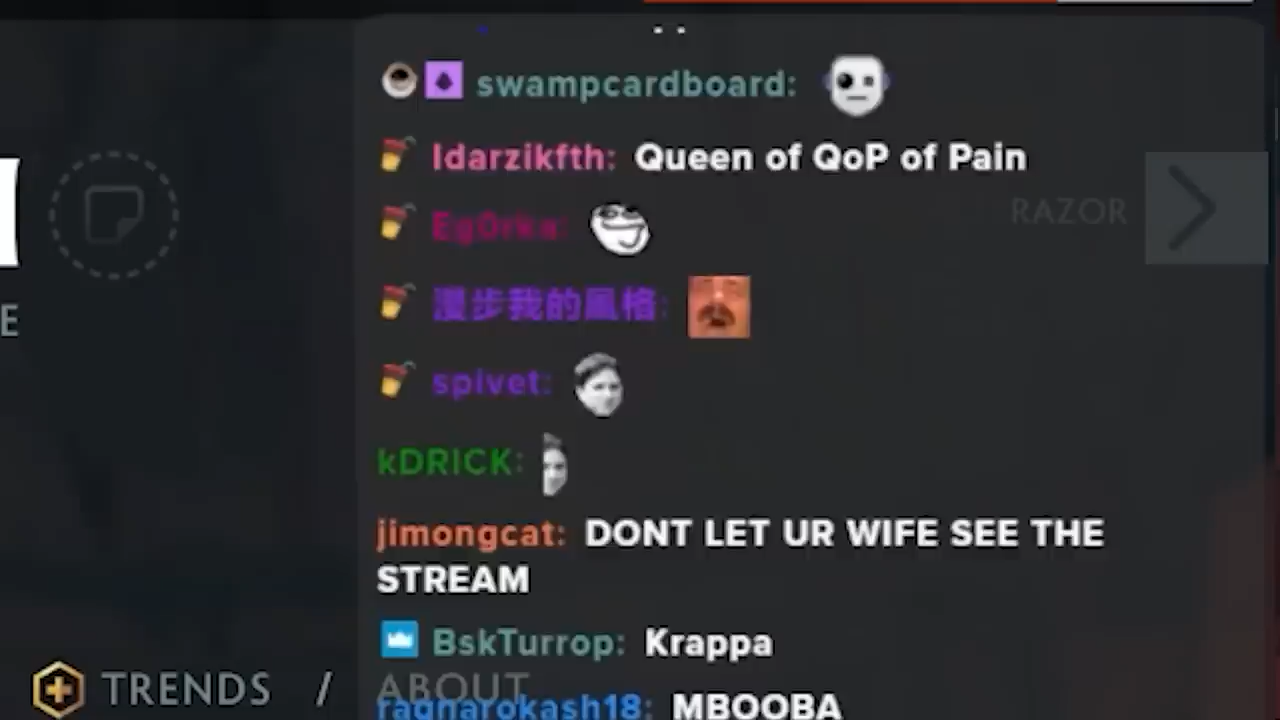 swampcardboard:
Idarzikfth: Queen of QoP of Pain
RAZOR
Eg0rka:
漫步我的風格:
E
spivet:
kDRICK:
jimongcat: DONT LET UR WIFE SEE THE
STREAM
BskTurrop: Krappa
TRENDS / ABOUT
ragnarokash18: MBOOBA